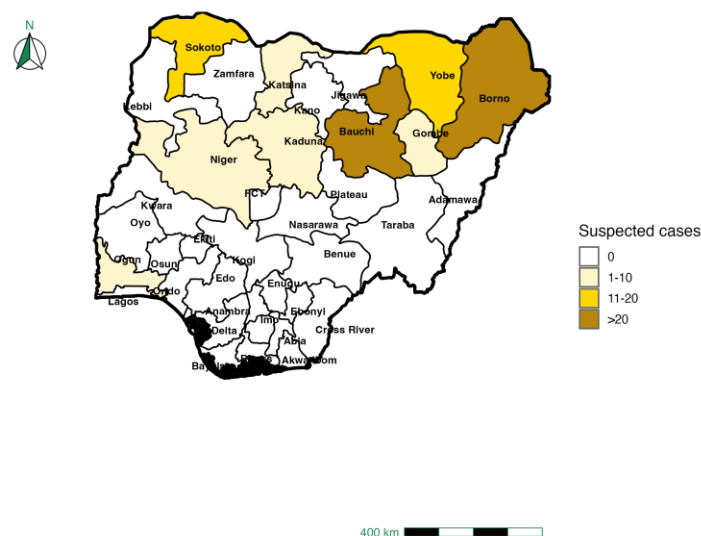 N
Sokoto
Zamfara
Katsina
Yobe
Borno
Jigawa
Kano
Bauchi
Gombe
Kaduna
Niger
FCT
Plateau
Adamawa
Kwara
Oyo
Nasarawa
Taraba
Ekiti
Ogun
Osun
Kogi
Benue
Edo
Enugu
Ondo
Lagos
Anambra
Ebonyi
Imo
Delta
Cross River
Abia
Akwa Ibom
Suspected cases
0
1-10
11-20
>20
400 km